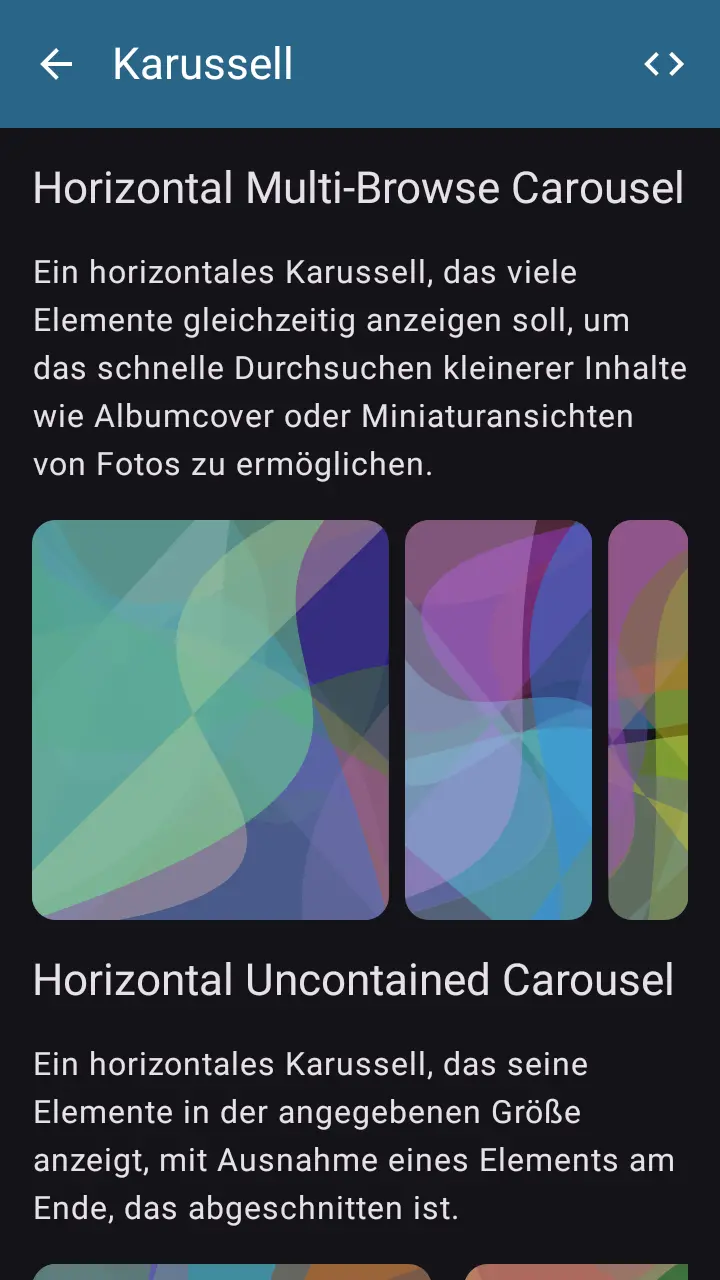 Karussell
Horizontal Multi-Browse Carousel
Ein horizontales Karussell, das viele
Elemente gleichzeitig anzeigen soll, um
das schnelle Durchsuchen kleinerer Inhalte
wie Albumcover oder Miniaturansichten
von Fotos zu ermöglichen.
Horizontal Uncontained Carousel
Ein horizontales Karussell, das seine
Elemente in der angegebenen Größe
anzeigt, mit Ausnahme eines Elements am
Ende, das abgeschnitten ist.